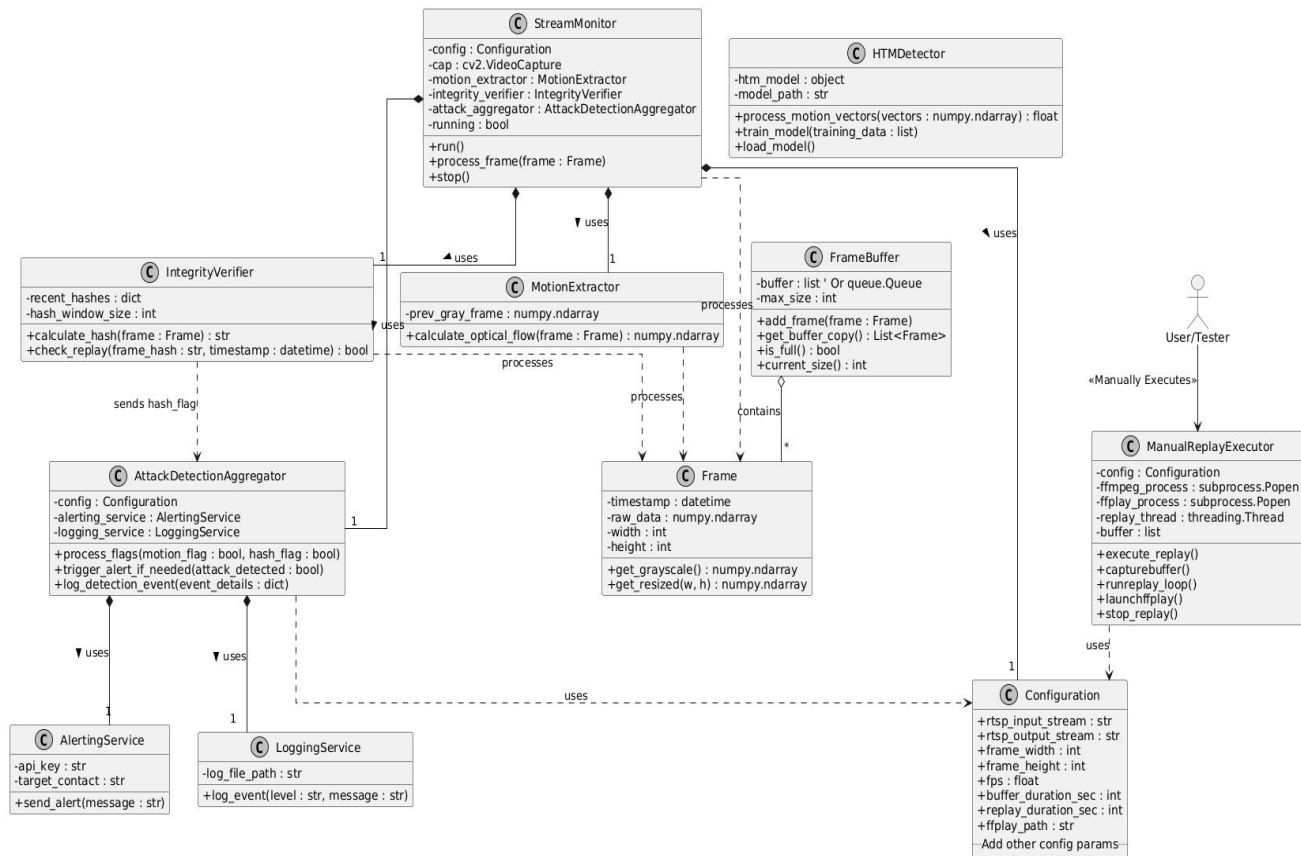 C StreamMonitor
-config : Configuration
-cap : cv2.VideoCapture
-motion_extractor : MotionExtractor
-integrity_verifier : IntegrityVerifier
-attack_aggregator : AttackDetectionAggregator
-running : bool
+run()
+process_frame(frame : Frame)
+stop()
C HTMDetector
-htm_model : object
-model_path : str
+process_motion_vectors(vectors : numpy.ndarray) : float
+train_model(training_data : list)
+load_model()
uses
uses
uses
1
uses
1
processes
C IntegrityVerifier
-recent_hashes : dict
-hash_window_size : int
+calculate_hash(frame : Frame) : str
+check_replay(frame_hash : str, timestamp : datetime) : bool
C MotionExtractor
-prev_gray_frame : numpy.ndarray
+calculate_optical_flow(frame : Frame) : numpy.ndarray
C FrameBuffer
-buffer : list ' Or queue.Queue
-max_size : int
+add_frame(frame : Frame)
+get_buffer_copy() : List<Frame>
+is_full() : bool
+current_size() : int
User/Tester
«Manually Executes»
processes
sends hash_flag
processes
contains
*
C AttackDetectionAggregator
-config : Configuration
-alerting_service : AlertingService
-logging_service : LoggingService
+process_flags(motion_flag : bool, hash_flag : bool)
+trigger_alert_if_needed(attack_detected : bool)
+log_detection_event(event_details : dict)
1
C Frame
-timestamp : datetime
-raw_data : numpy.ndarray
-width : int
-height : int
+get_grayscale() : numpy.ndarray
+get_resized(w, h) : numpy.ndarray
C ManualReplayExecutor
-config : Configuration
-ffmpeg_process : subprocess.Popen
-ffplay_process : subprocess.Popen
-replay_thread : threading.Thread
-buffer : list
+execute_replay()
+capturebuffer()
+runreplay_loop()
+launchffplay()
+stop_replay()
uses
uses
uses
uses
1
1
1
C AlertingService
-api_key : str
-target_contact : str
+send_alert(message : str)
C LoggingService
-log_file_path : str
+log_event(level : str, message : str)
C Configuration
+rtsp_input_stream : str
+rtsp_output_stream : str
+frame_width : int
+frame_height : int
+fps : float
+buffer_duration_sec : int
+replay_duration_sec : int
+ffplay_path : str
Add other config params